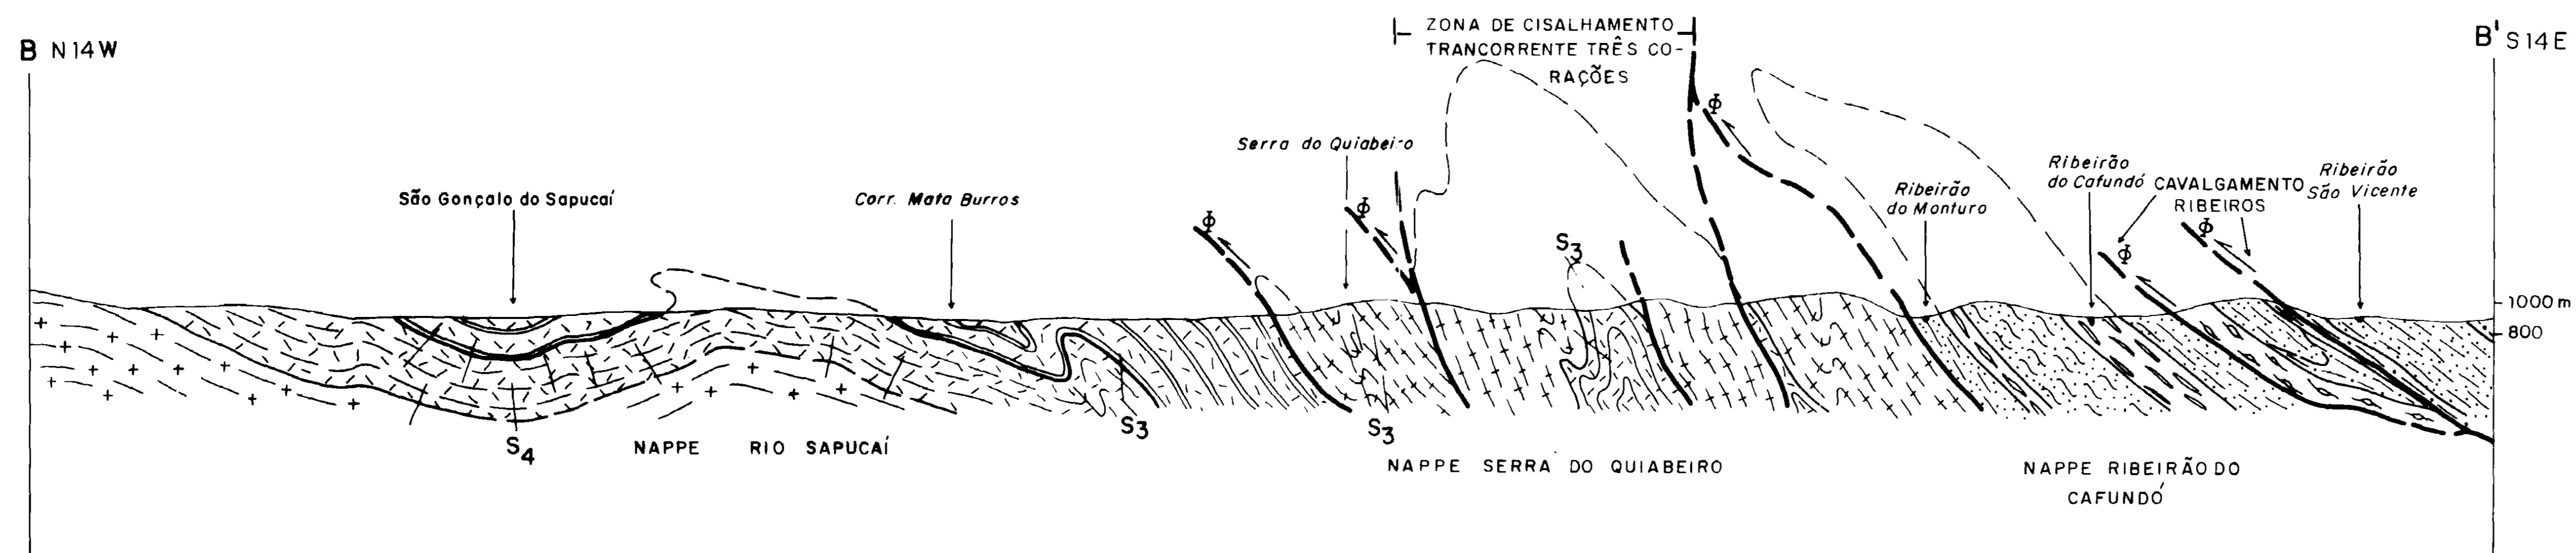 B N14W
ZONA DE CISALHAMENTO
TRANCORRENTE TRÊS CO-
RAÇÕES
B' S14E
Φ
Serra do Quiabeiro
Ribeirão
do Cafundó
CAVALGAMENTO
RIBEIROS
Ribeirão
São Vicente
São Gonçalo do Sapucaí
Corr. Mata Burros
Ribeirão
do Monturo
Φ
Φ
Φ
Φ
S3
1000 m
800
S3
S3
S4
NAPPE RIO SAPUCAÍ
NAPPE SERRA DO QUIABEIRO
NAPPE RIBEIRÃO DO
CAFUNDÓ